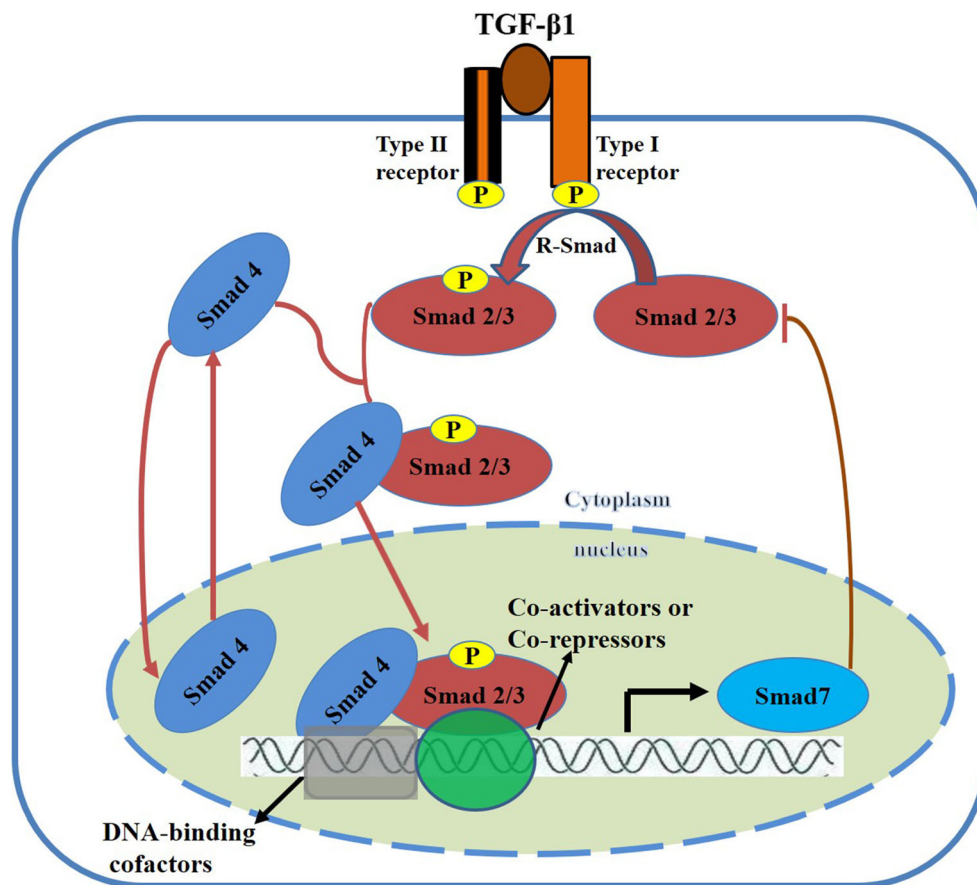 TGF-β1
Type II
receptor
Type I
receptor
P
P
R-Smad
P
Smad 4
Smad 2/3
Smad 2/3
P
Smad 4
Smad 2/3
Cytoplasm
nucleus
Co-activators or
Co-repressors
Smad 4
P
Smad 4
Smad 2/3
Smad7
DNA-binding
cofactors